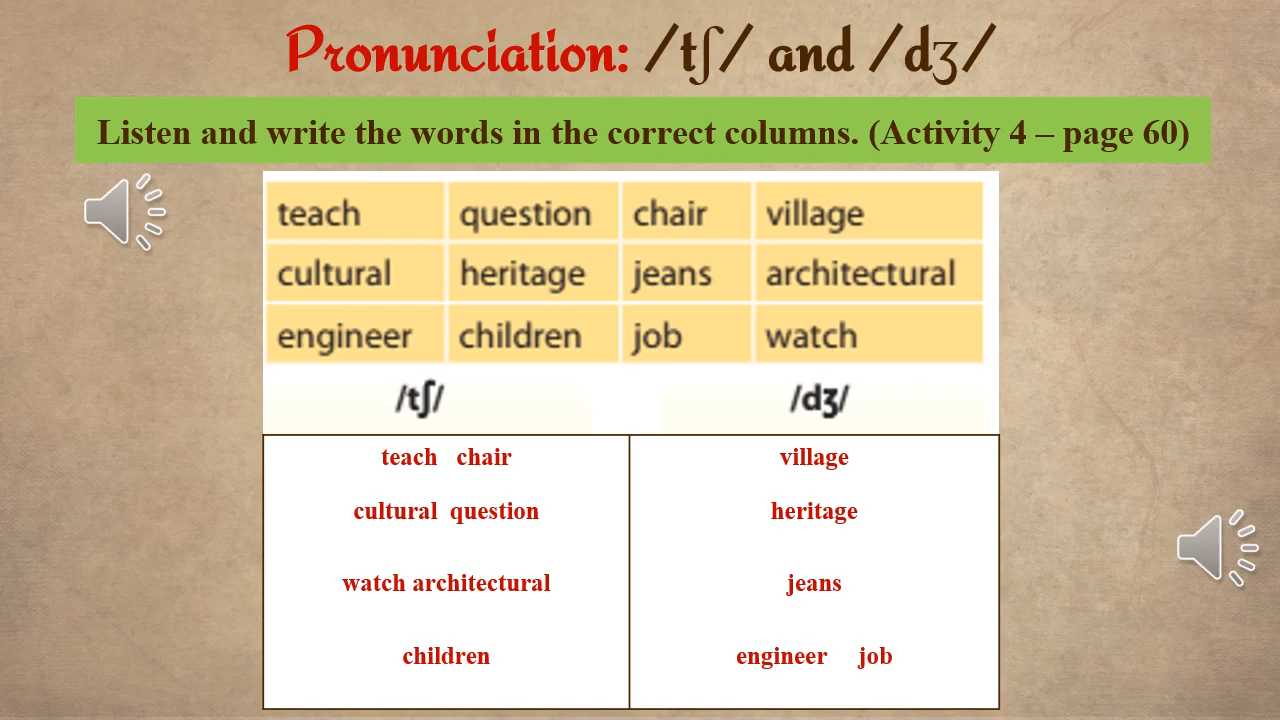 Pronunciation: /tʃ/ and /dʒ/
Listen and write the words in the correct columns. (Activity 4 – page 60)
teach question chair village
cultural heritage jeans architectural
engineer children job watch
/tʃ/ /dʒ/
teach chair village
cultural question heritage
watch architectural jeans
children engineer job